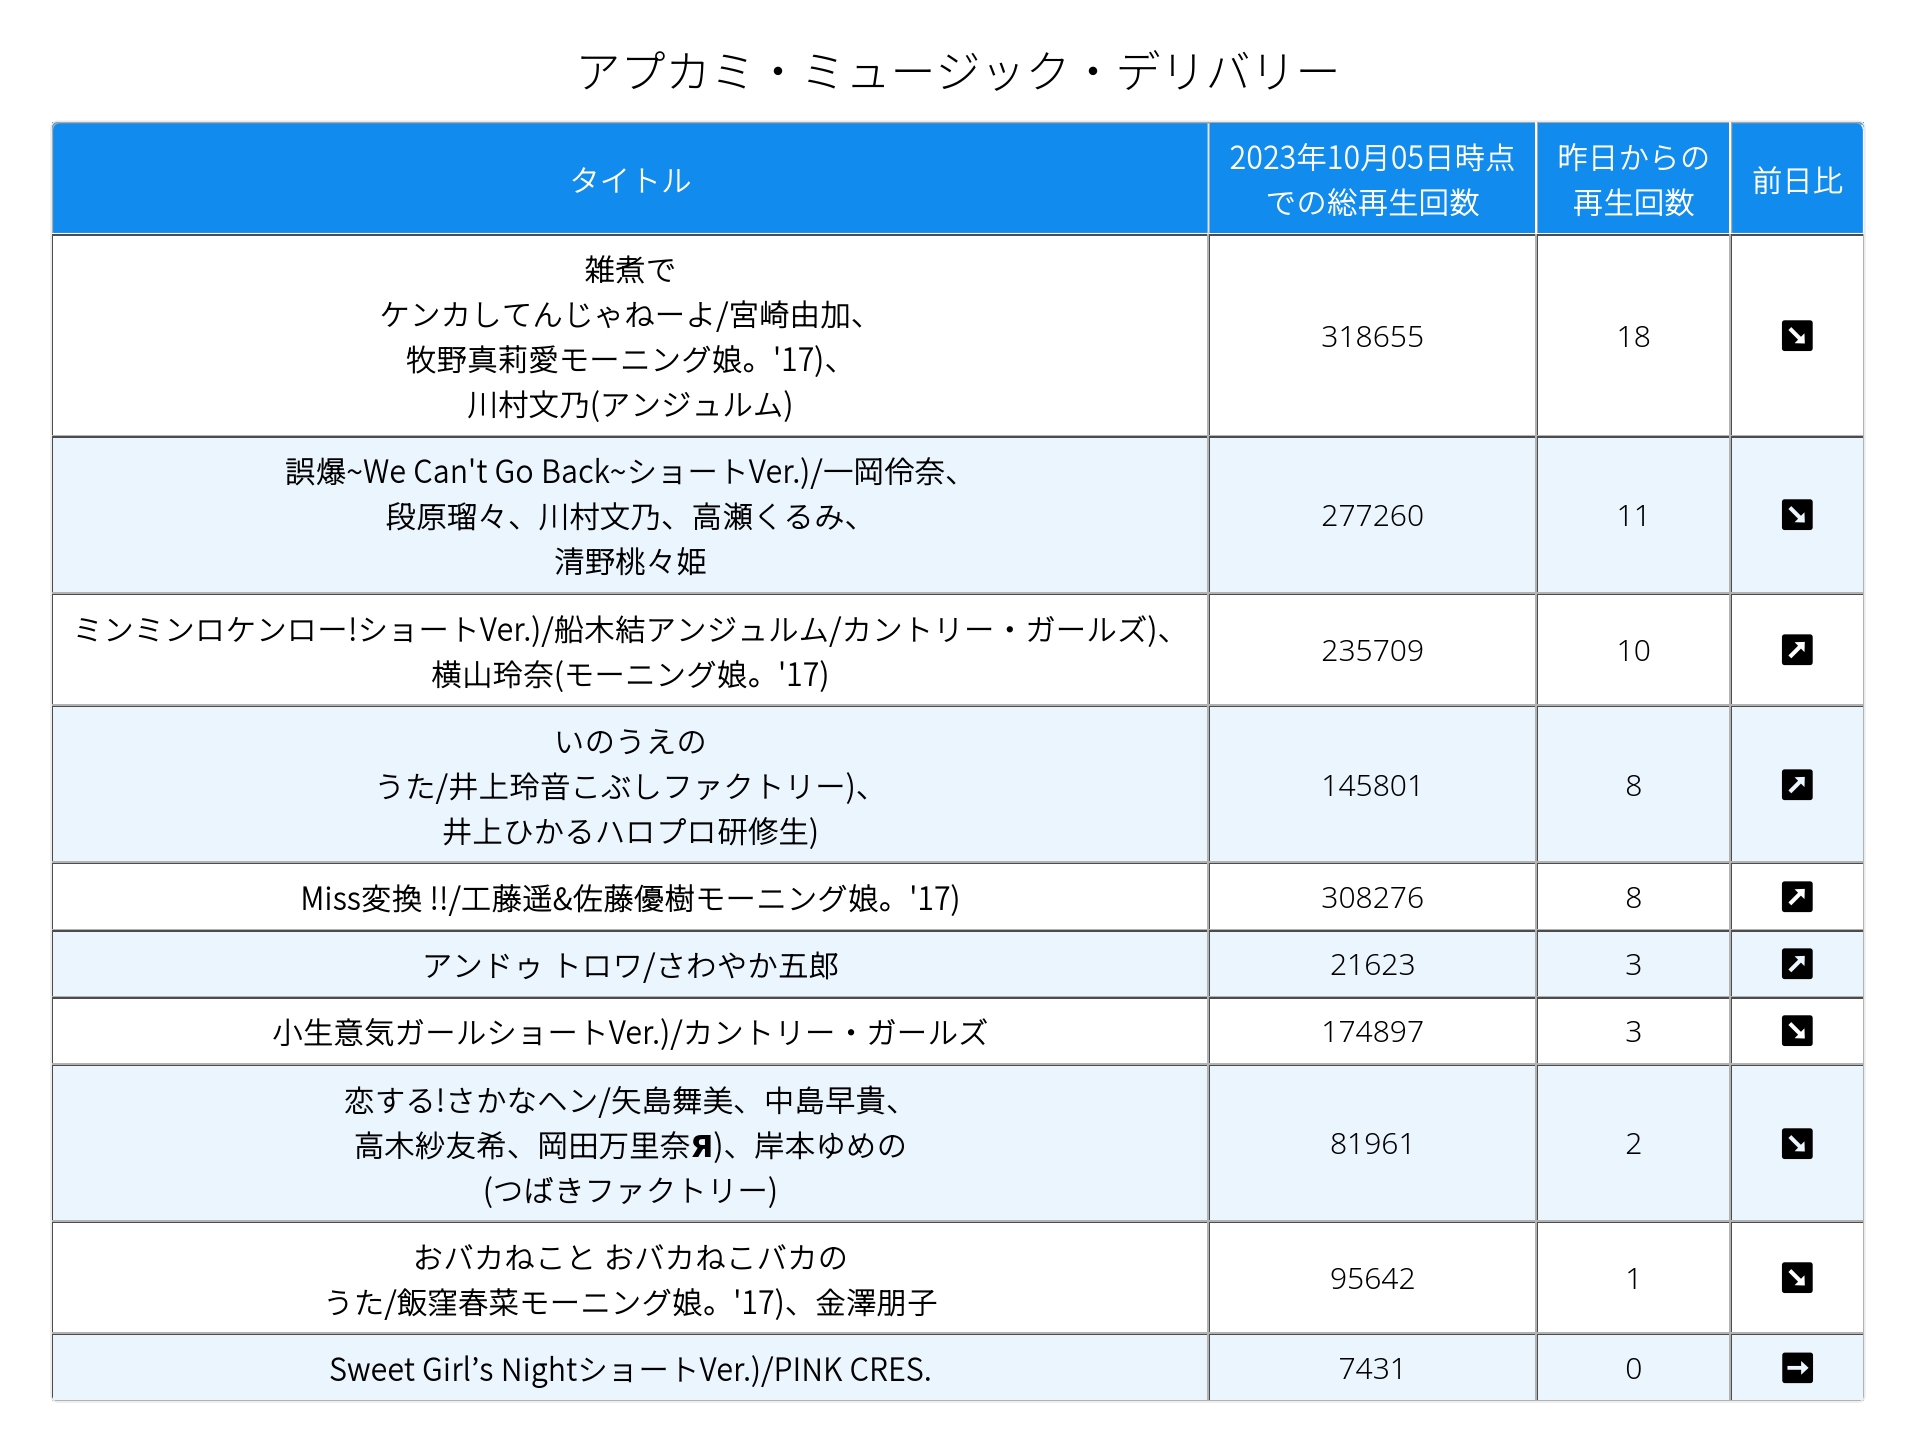 アプカミ・ミュージック・デリバリー
タイトル
2023年10月05日時点
での総再生回数
昨日からの
再生回数
前日比
雑煮で
ケンカしてんじゃねーよ/宮崎由加、
牧野真莉愛モーニング娘。'17)、
川村文乃(アンジュルム)
318655
18
誤爆~We Can't Go Back~ショートVer.)/一岡伶奈、
段原瑠々、川村文乃、高瀬くるみ、
清野桃々姫
277260
11
ミンミンロケンロー!ショートVer.)/船木結アンジュルム/カントリー・ガールズ)、
横山玲奈(モーニング娘。'17)
235709
10
いのうえの
うた/井上玲音こぶしファクトリー)、
井上ひかるハロプロ研修生)
145801
8
Miss変換 !!/工藤遥&佐藤優樹モーニング娘。'17)
308276
8
アンドゥ トロワ/さわやか五郎
21623
3
小生意気ガールショートVer.)/カントリー・ガールズ
174897
3
恋する!さかなヘン/矢島舞美、中島早貴、
高木紗友希、岡田万里奈Я)、岸本ゆめの
(つばきファクトリー)
81961
2
おバカねこと おバカねこバカの
うた/飯窪春菜モーニング娘。'17)、金澤朋子
95642
1
Sweet Girl’s NightショートVer.)/PINK CRES.
7431
0